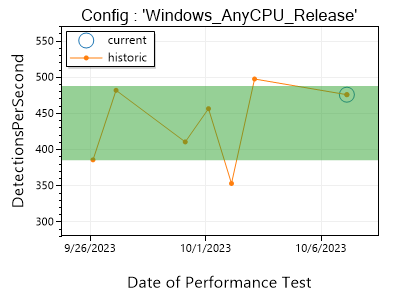 Config : 'Windows_AnyCPU_Release'
current
historic
DetectionsPerSecond
550
500
450
400
350
300
9/26/2023
10/1/2023
10/6/2023
Date of Performance Test